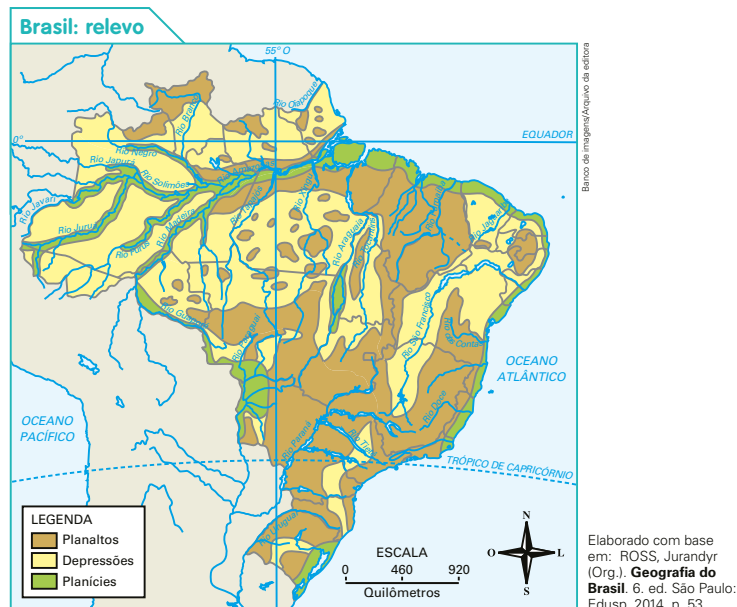 Brasil: relevo
55° O
Rio Oiapoque
Rio Branco
0°
EQUADOR
Rio Negro
Rio Japurá
Rio Solimões
Rio Amazonas
Rio Javari
Rio Juruá
Rio Purus
Rio Madeira
Rio Tapajós
Rio Xingu
Rio Araguaia
Rio Tocantins
Rio Parnaíba
Rio Jaguaribe
Rio Guaporé
Rio Paraguai
Rio São Francisco
Rio de Contas
Rio Doce
OCEANO
ATLÂNTICO
OCEANO
PACÍFICO
Rio Paraná
Rio Tietê
TRÓPICO DE CAPRICÓRNIO
Rio Uruguai
LEGENDA
Planaltos
Depressões
Planícies
ESCALA
0 460 920
Quilômetros
N
O L
S
Banco de imagens/Arquivo da editora
Elaborado com base
em: ROSS, Jurandyr
(Org.). Geografia do
Brasil. 6. ed. São Paulo:
Edusp, 2014. p. 53.